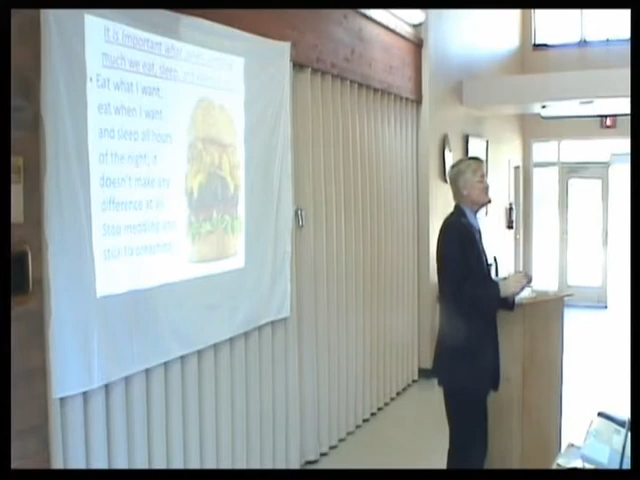 It is important what
much we eat, sleep,
• Eat what I want,
eat when I want
and sleep all hours
of the night; it
doesn't make any
difference at all.
Stop meddling and
stick to preaching.